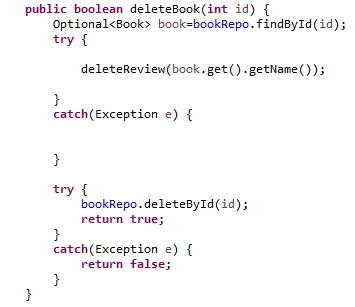 public boolean deleteBook(int id) {
Optional<Book> book=bookRepo.findById(id);
try {
deleteReview(book.get().getName());
}
catch(Exception e) {
}
try {
bookRepo.deleteById(id);
return true;
}
catch(Exception e) {
return false;
}
}